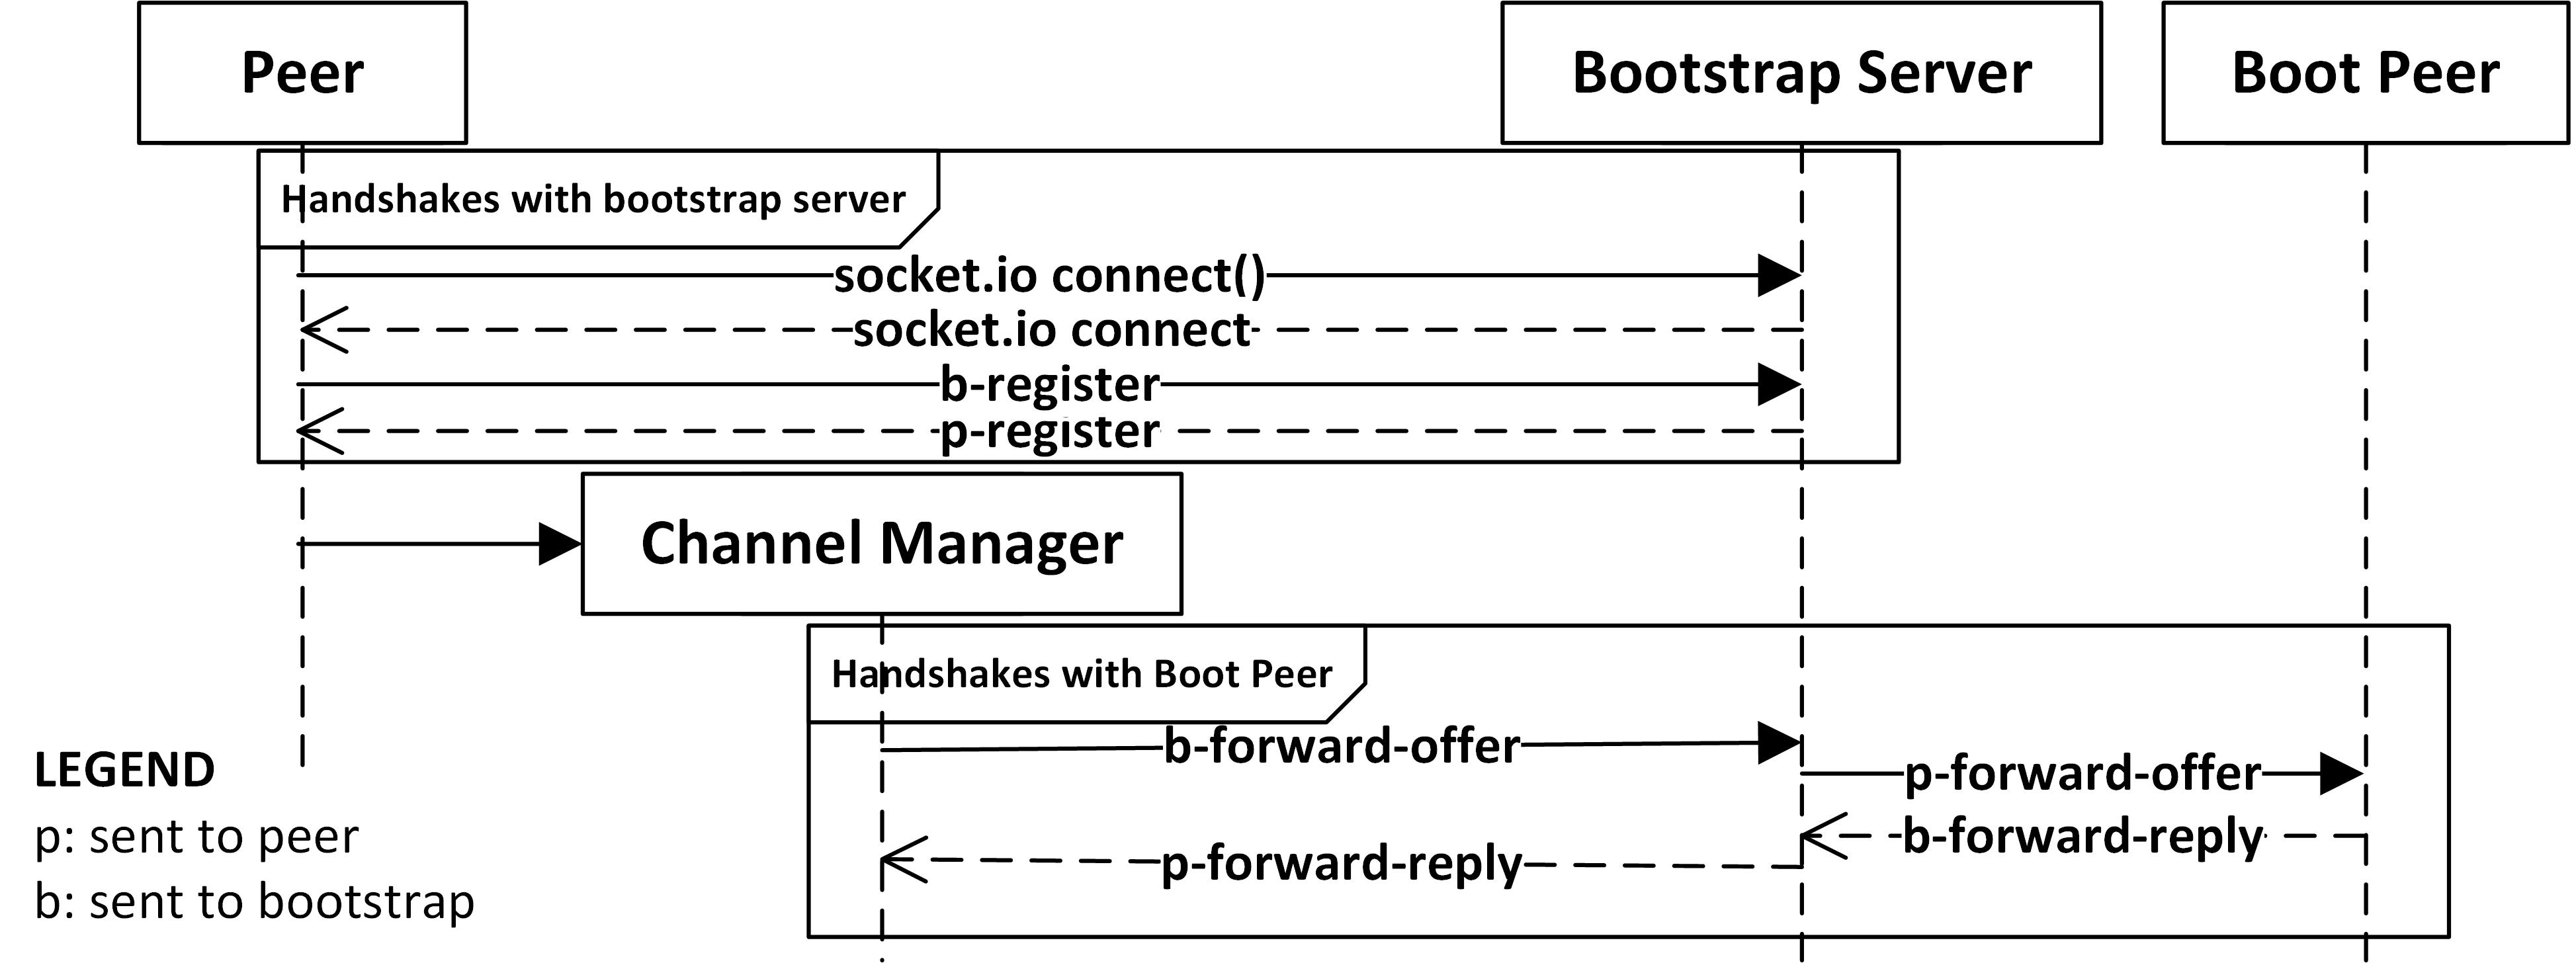 Peer
Bootstrap Server
Boot Peer
Handshakes with bootstrap server
socket.io connect()
socket.io connect
b-register
p-register
Channel Manager
Handshakes with Boot Peer
b-forward-offer
p-forward-offer
b-forward-reply
p-forward-reply
LEGEND
p: sent to peer
b: sent to bootstrap